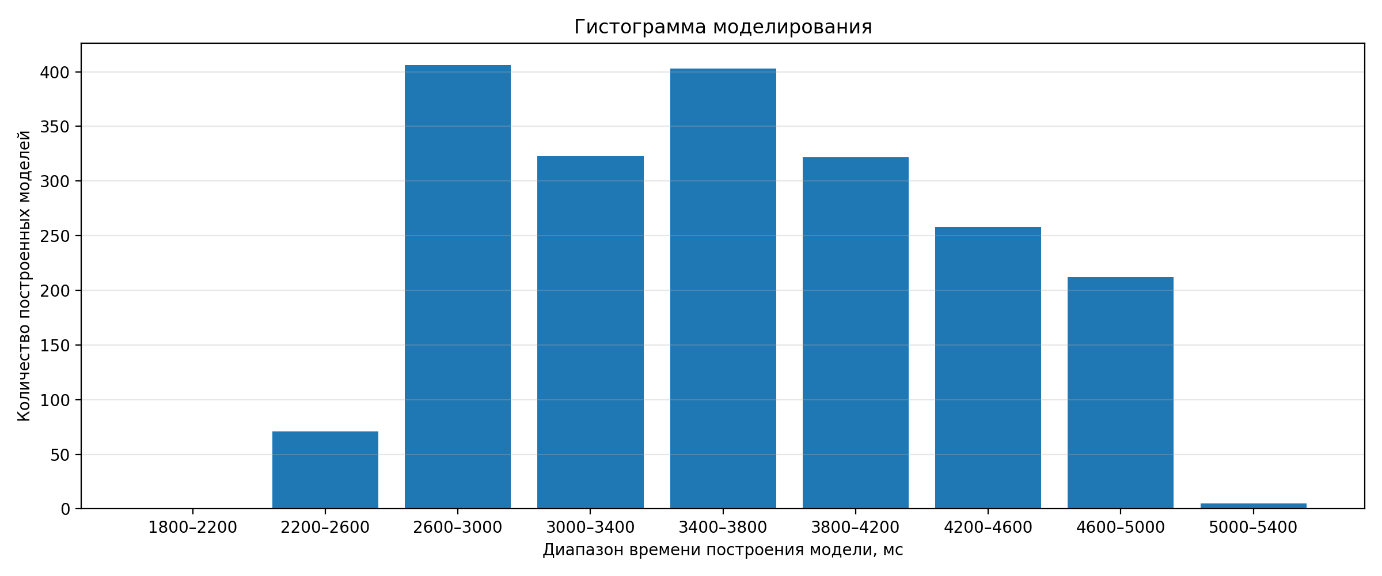 Гистограмма моделирования
Количество построенных моделей
400
350
300
250
200
150
100
50
0
1800–2200 2200–2600 2600–3000 3000–3400 3400–3800 3800–4200 4200–4600 4600–5000 5000–5400
Диапазон времени построения модели, мс